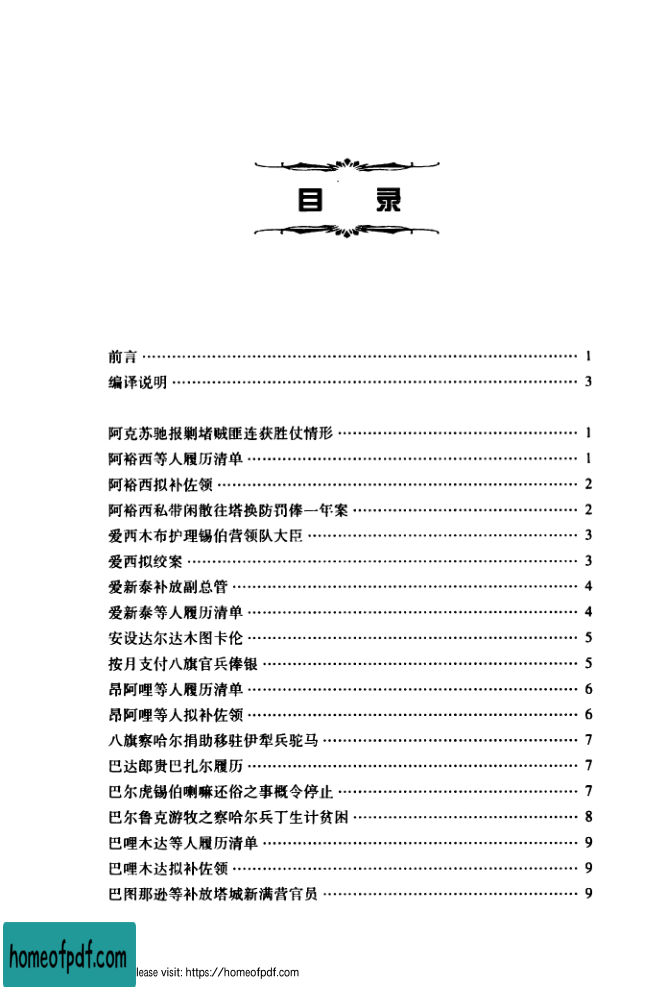 目 录
前言 ………………………………………………………………… 1
编译说明 ………………………………………………………………… 3
阿克苏驰报剿堵贼匪连获胜仗情形 ………………………………………………………………… 1
阿裕西等人履历清单 ………………………………………………………………… 1
阿裕西拟补佐领 ………………………………………………………………… 2
阿裕西私带闲散往塔换防罚俸一年案 ………………………………………………………………… 2
爱西木布护理锡伯营领队大臣 ………………………………………………………………… 3
爱西拟绞案 ………………………………………………………………… 3
爱新泰补放副总管 ………………………………………………………………… 4
爱新泰等人履历清单 ………………………………………………………………… 4
安设达尔达木图卡伦 ………………………………………………………………… 5
按月支付八旗官兵俸银 ………………………………………………………………… 5
昂阿哩等人履历清单 ………………………………………………………………… 6
昂阿哩等人拟补佐领 ………………………………………………………………… 6
八旗察哈尔捐助移驻伊犁兵驼马 ………………………………………………………………… 7
巴达郎贵巴扎尔履历 ………………………………………………………………… 7
巴尔虎锡伯喇嘛还俗之事概令停止 ………………………………………………………………… 7
巴尔鲁克游牧之察哈尔兵丁生计贫困 ………………………………………………………………… 8
巴哩木达等人履历清单 ………………………………………………………………… 9
巴哩木达拟补佐领 ………………………………………………………………… 9
巴图那逊等补放塔城新满营官员 ………………………………………………………………… 9
homeofpdf.com
lease visit: https://homeofpdf.com